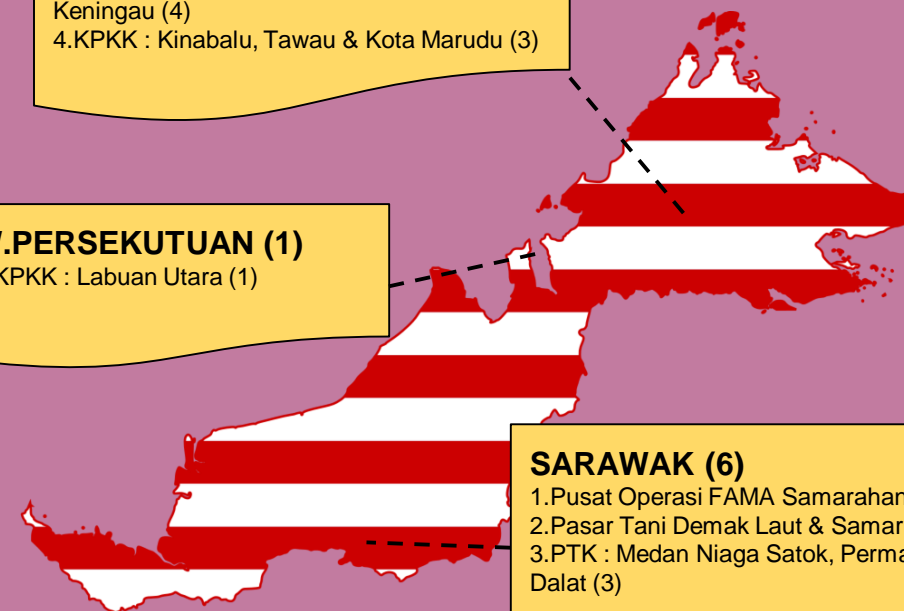 Keningau (4)
4.KPKK : Kinabalu, Tawau & Kota Marudu (3)
.PERSEKUTUAN (1)
KPKK : Labuan Utara (1)
SARAWAK (6)
1.Pusat Operasi FAMA Samarahan
2.Pasar Tani Demak Laut & Samar
3.PTK : Medan Niaga Satok, Perma
Dalat (3)